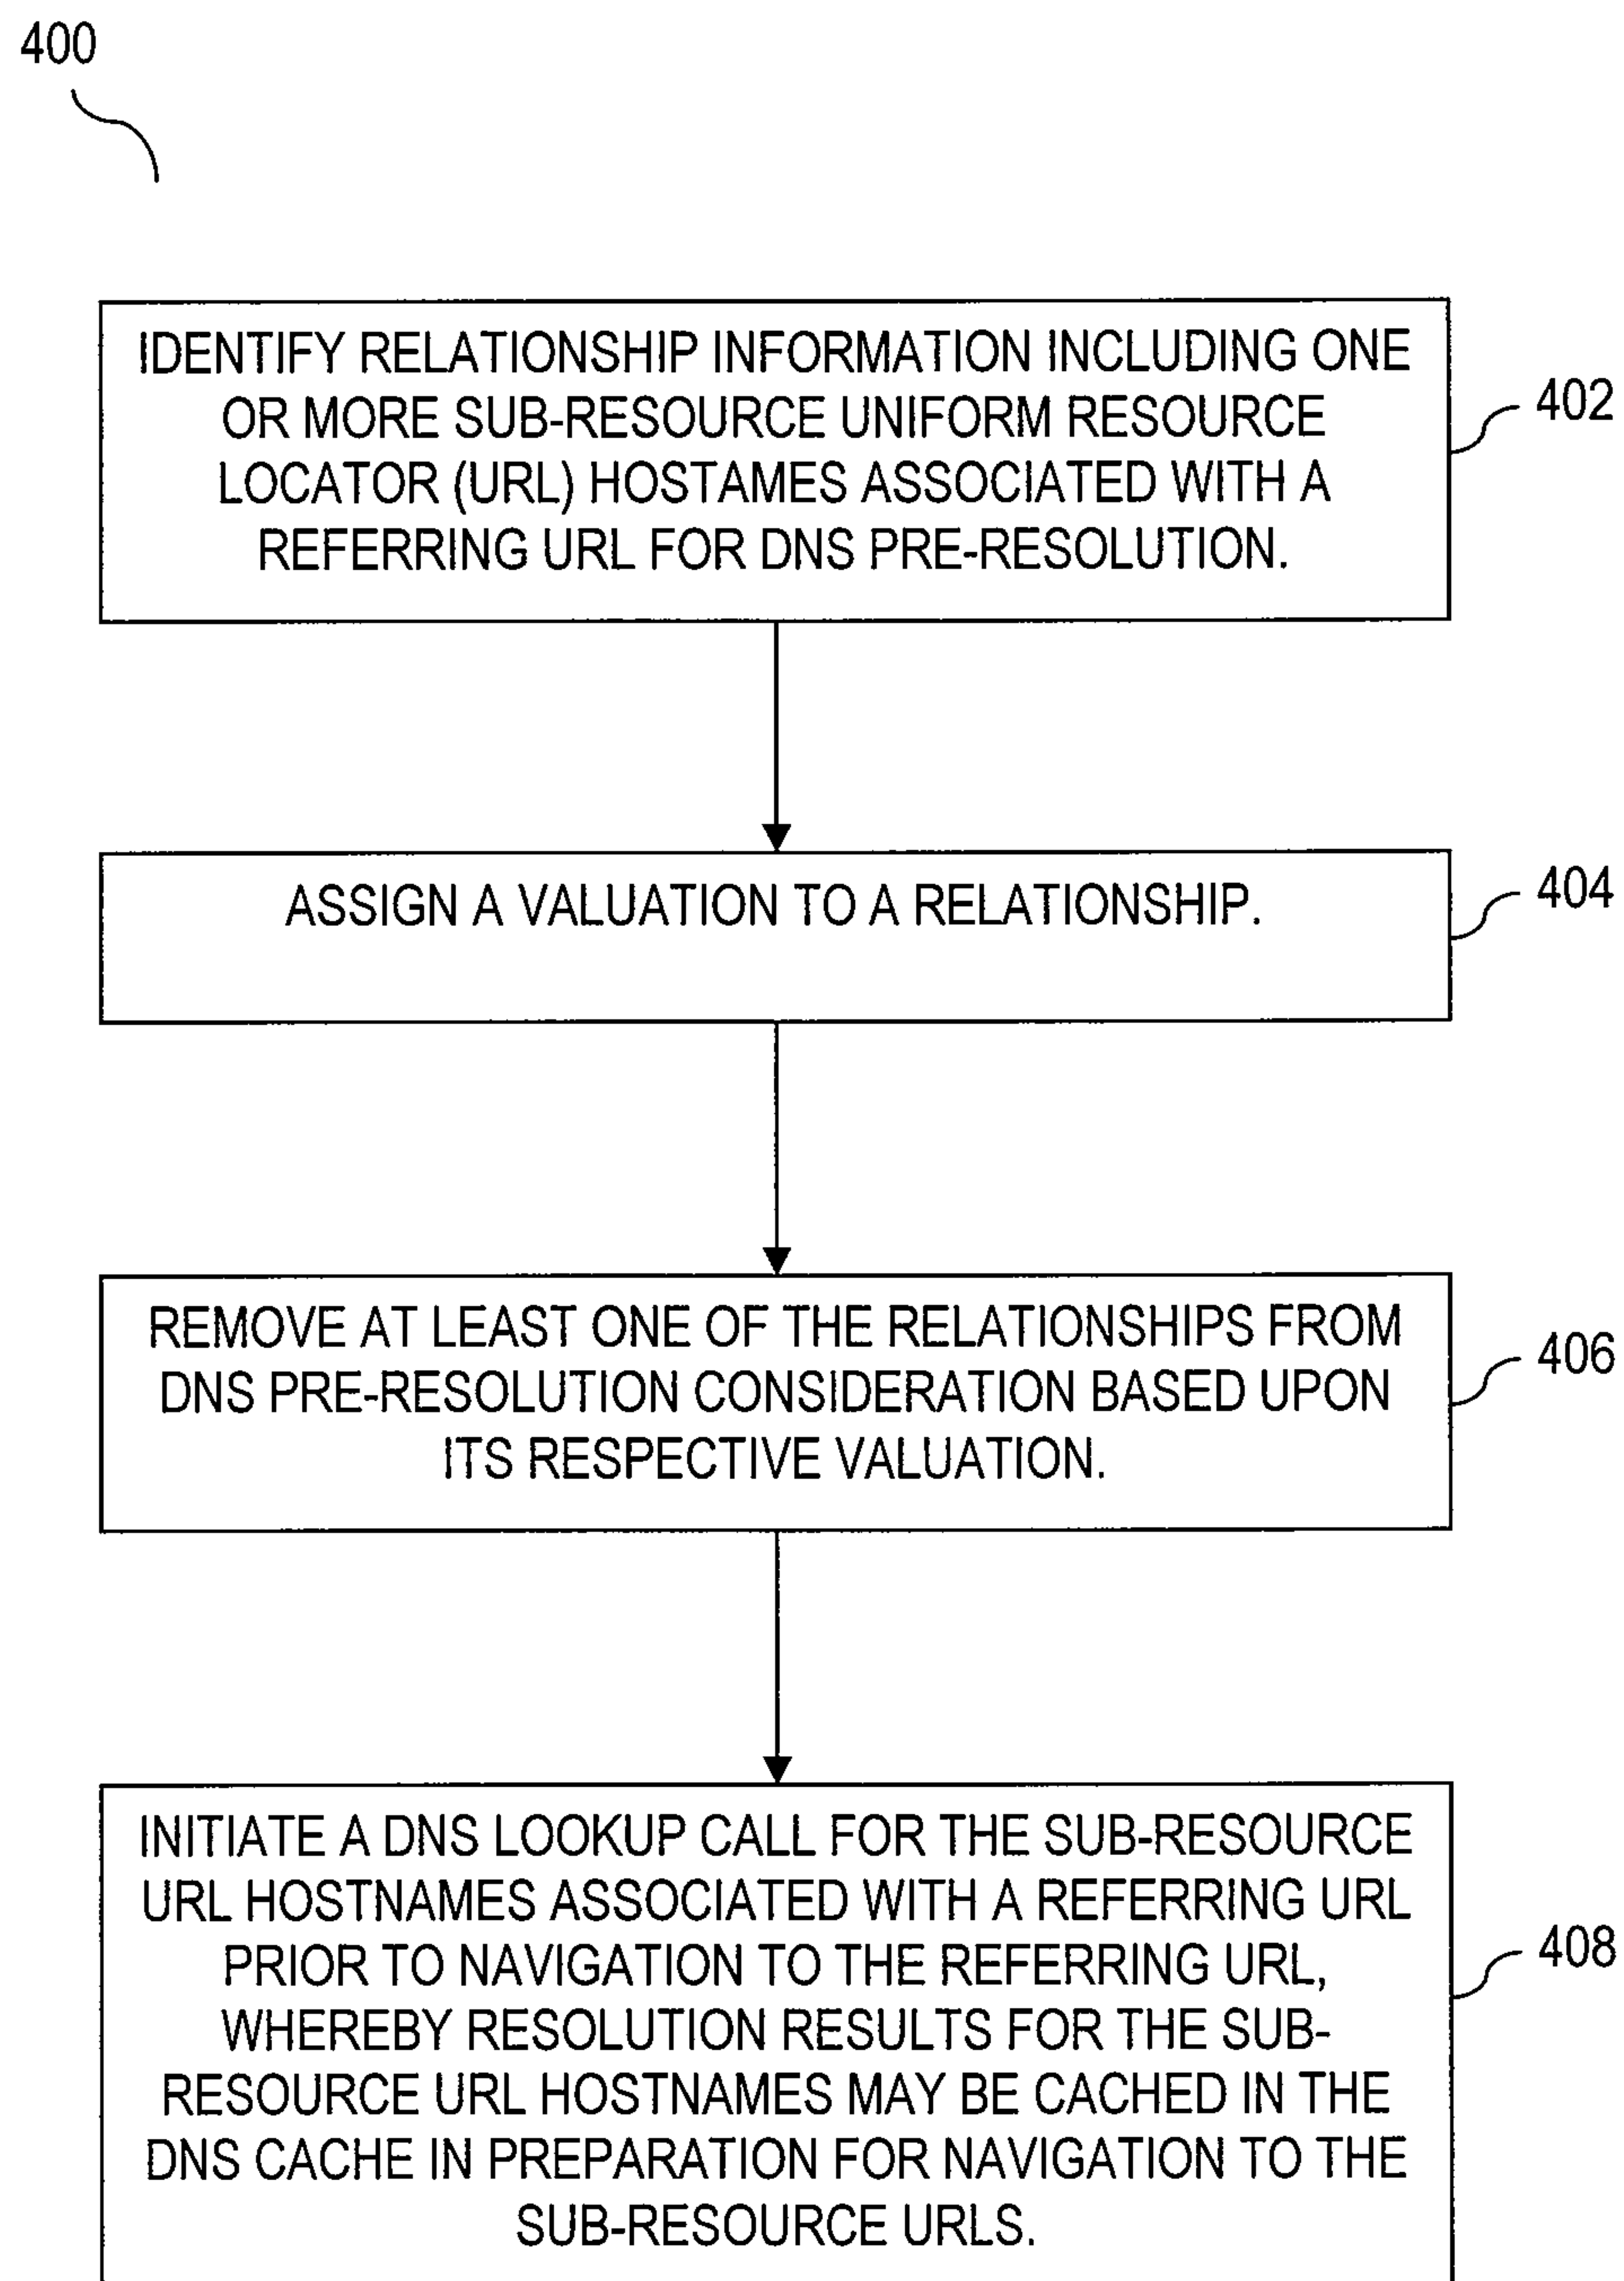 400
IDENTIFY RELATIONSHIP INFORMATION INCLUDING ONE
OR MORE SUB-RESOURCE UNIFORM RESOURCE
LOCATOR (URL) HOSTAMES ASSOCIATED WITH A
REFERRING URL FOR DNS PRE-RESOLUTION.
402
ASSIGN A VALUATION TO A RELATIONSHIP.
404
REMOVE AT LEAST ONE OF THE RELATIONSHIPS FROM
DNS PRE-RESOLUTION CONSIDERATION BASED UPON
ITS RESPECTIVE VALUATION.
406
INITIATE A DNS LOOKUP CALL FOR THE SUB-RESOURCE
URL HOSTNAMES ASSOCIATED WITH A REFERRING URL
PRIOR TO NAVIGATION TO THE REFERRING URL,
WHEREBY RESOLUTION RESULTS FOR THE SUB-
RESOURCE URL HOSTNAMES MAY BE CACHED IN THE
DNS CACHE IN PREPARATION FOR NAVIGATION TO THE
SUB-RESOURCE URLS.
408